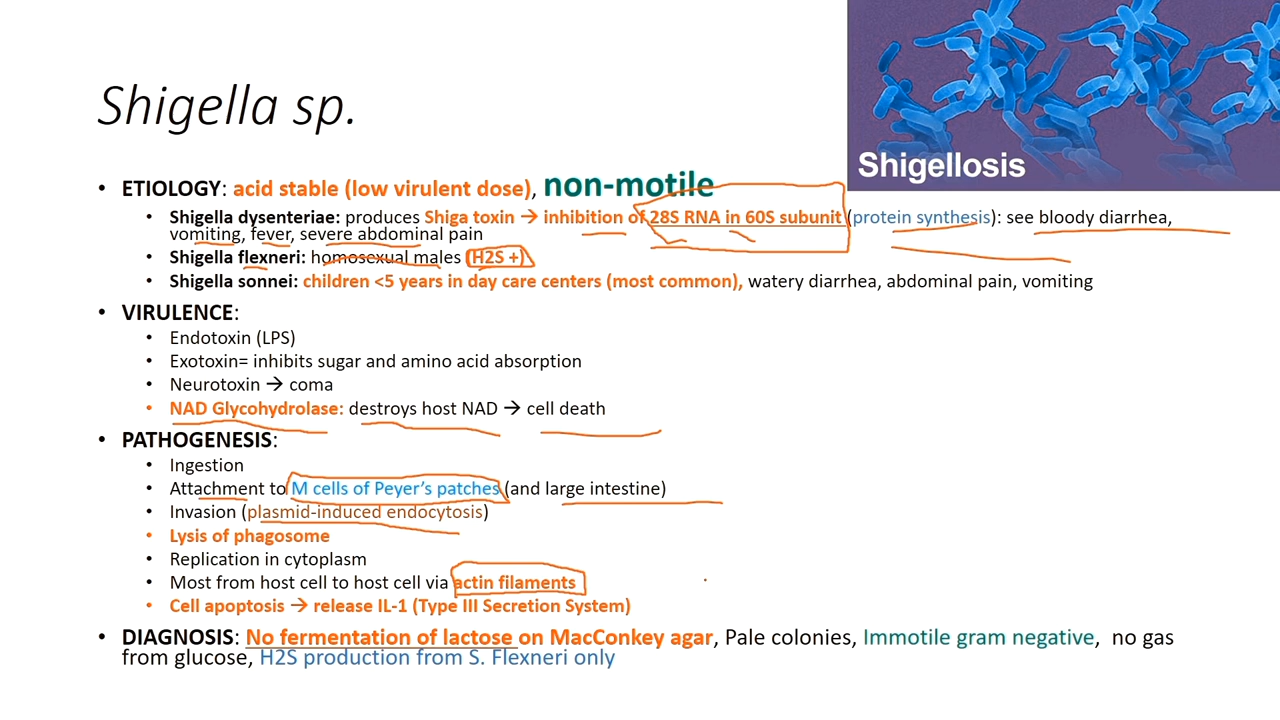 Shigellosis
Shigella sp.
• ETIOLOGY: acid stable (low virulent dose), non-motile
• Shigella dysenteriae: produces Shiga toxin → inhibition of 28S RNA in 60S subunit (protein synthesis): see bloody diarrhea,
vomiting, fever, severe abdominal pain
• Shigella flexneri: homosexual males (H2S +)
• Shigella sonnei: children <5 years in day care centers (most common), watery diarrhea, abdominal pain, vomiting
• VIRULENCE:
• Endotoxin (LPS)
• Exotoxin= inhibits sugar and amino acid absorption
• Neurotoxin → coma
• NAD Glycohydrolase: destroys host NAD → cell death
• PATHOGENESIS:
• Ingestion
• Attachment to M cells of Peyer's patches (and large intestine)
• Invasion (plasmid-induced endocytosis)
• Lysis of phagosome
• Replication in cytoplasm
• Most from host cell to host cell via actin filaments
• Cell apoptosis → release IL-1 (Type III Secretion System)
• DIAGNOSIS: No fermentation of lactose on MacConkey agar, Pale colonies, Immotile gram negative, no gas
from glucose, H2S production from S. Flexneri only